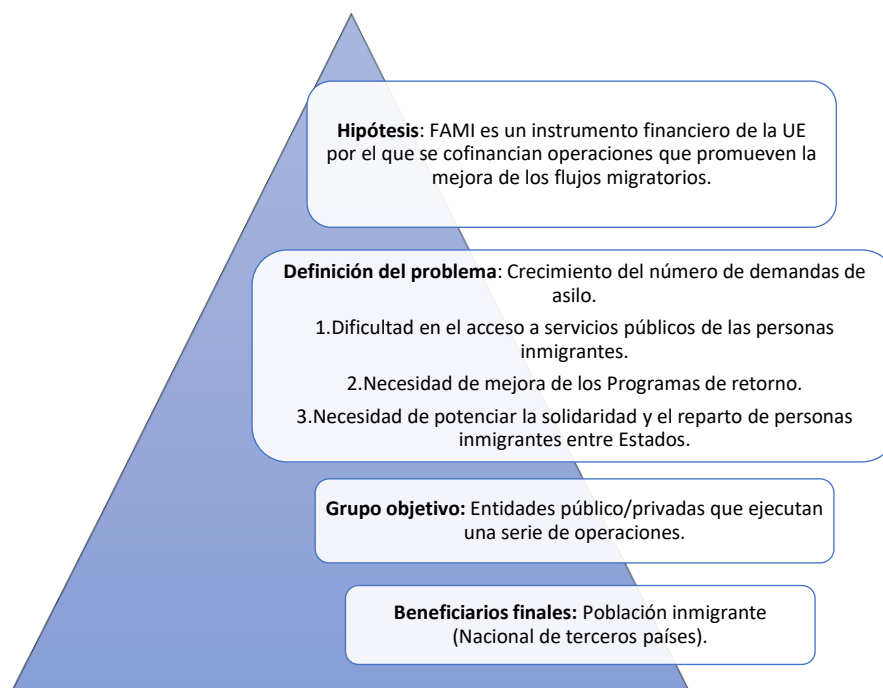 Hipótesis: FAMI es un instrumento financiero de la UE
por el que se cofinancian operaciones que promueven la
mejora de los flujos migratorios.
Definición del problema: Crecimiento del número de demandas de
asilo.
1.Dificultad en el acceso a servicios públicos de las personas
inmigrantes.
2.Necesidad de mejora de los Programas de retorno.
3.Necesidad de potenciar la solidaridad y el reparto de personas
inmigrantes entre Estados.
Grupo objetivo: Entidades público/privadas que ejecutan
una serie de operaciones.
Beneficiarios finales: Población inmigrante
(Nacional de terceros países).